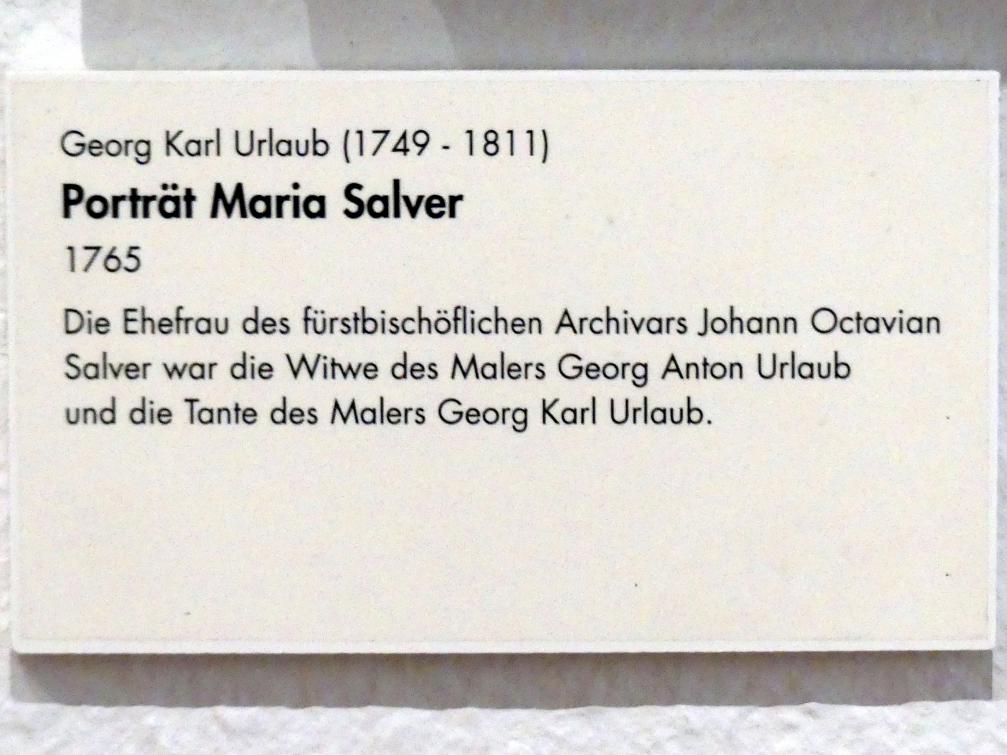 Georg Karl Urlaub (1749 - 1811)
Porträt Maria Salver
1765
Die Ehefrau des fürstbischöflichen Archivars Johann Octavian
Salver war die Witwe des Malers Georg Anton Urlaub
und die Tante des Malers Georg Karl Urlaub.